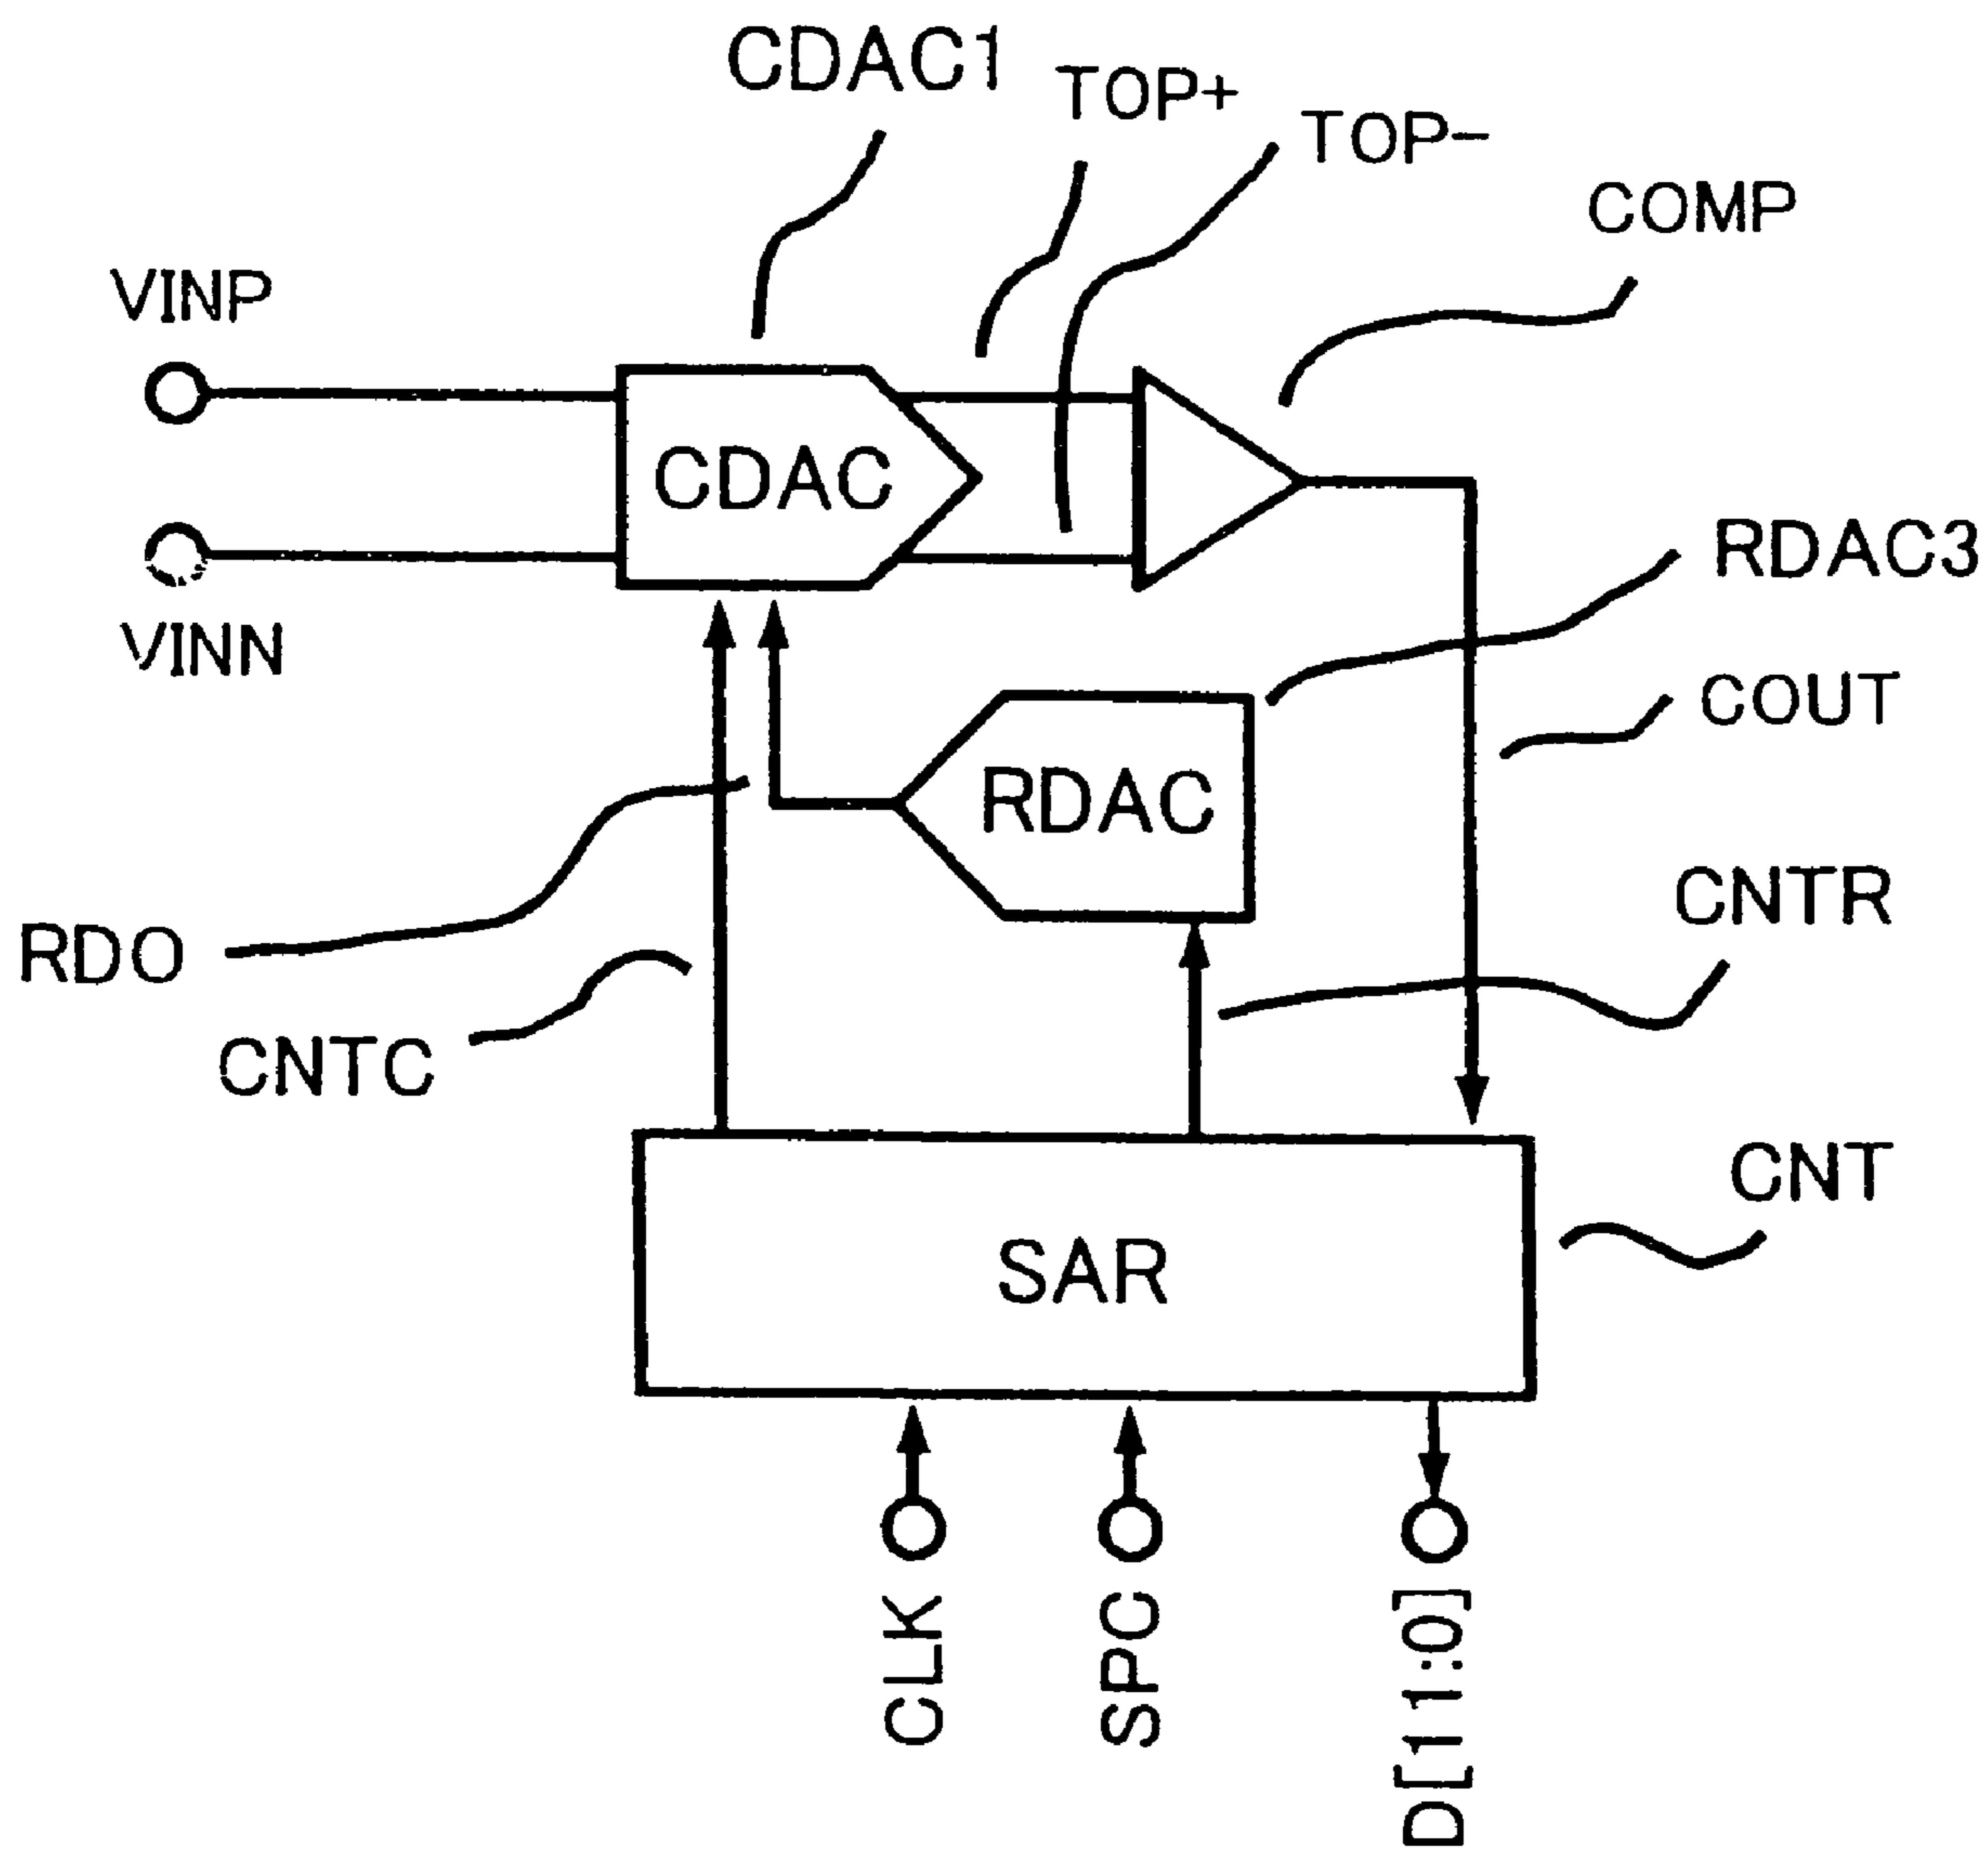 CDAC1
TOP+
TOP-
COMP
VINP
CDAC
RDAC3
VINN
COUT
RDAC
CNTR
RDO
CNTC
CNT
SAR
CLK
SPC
D[11:0]